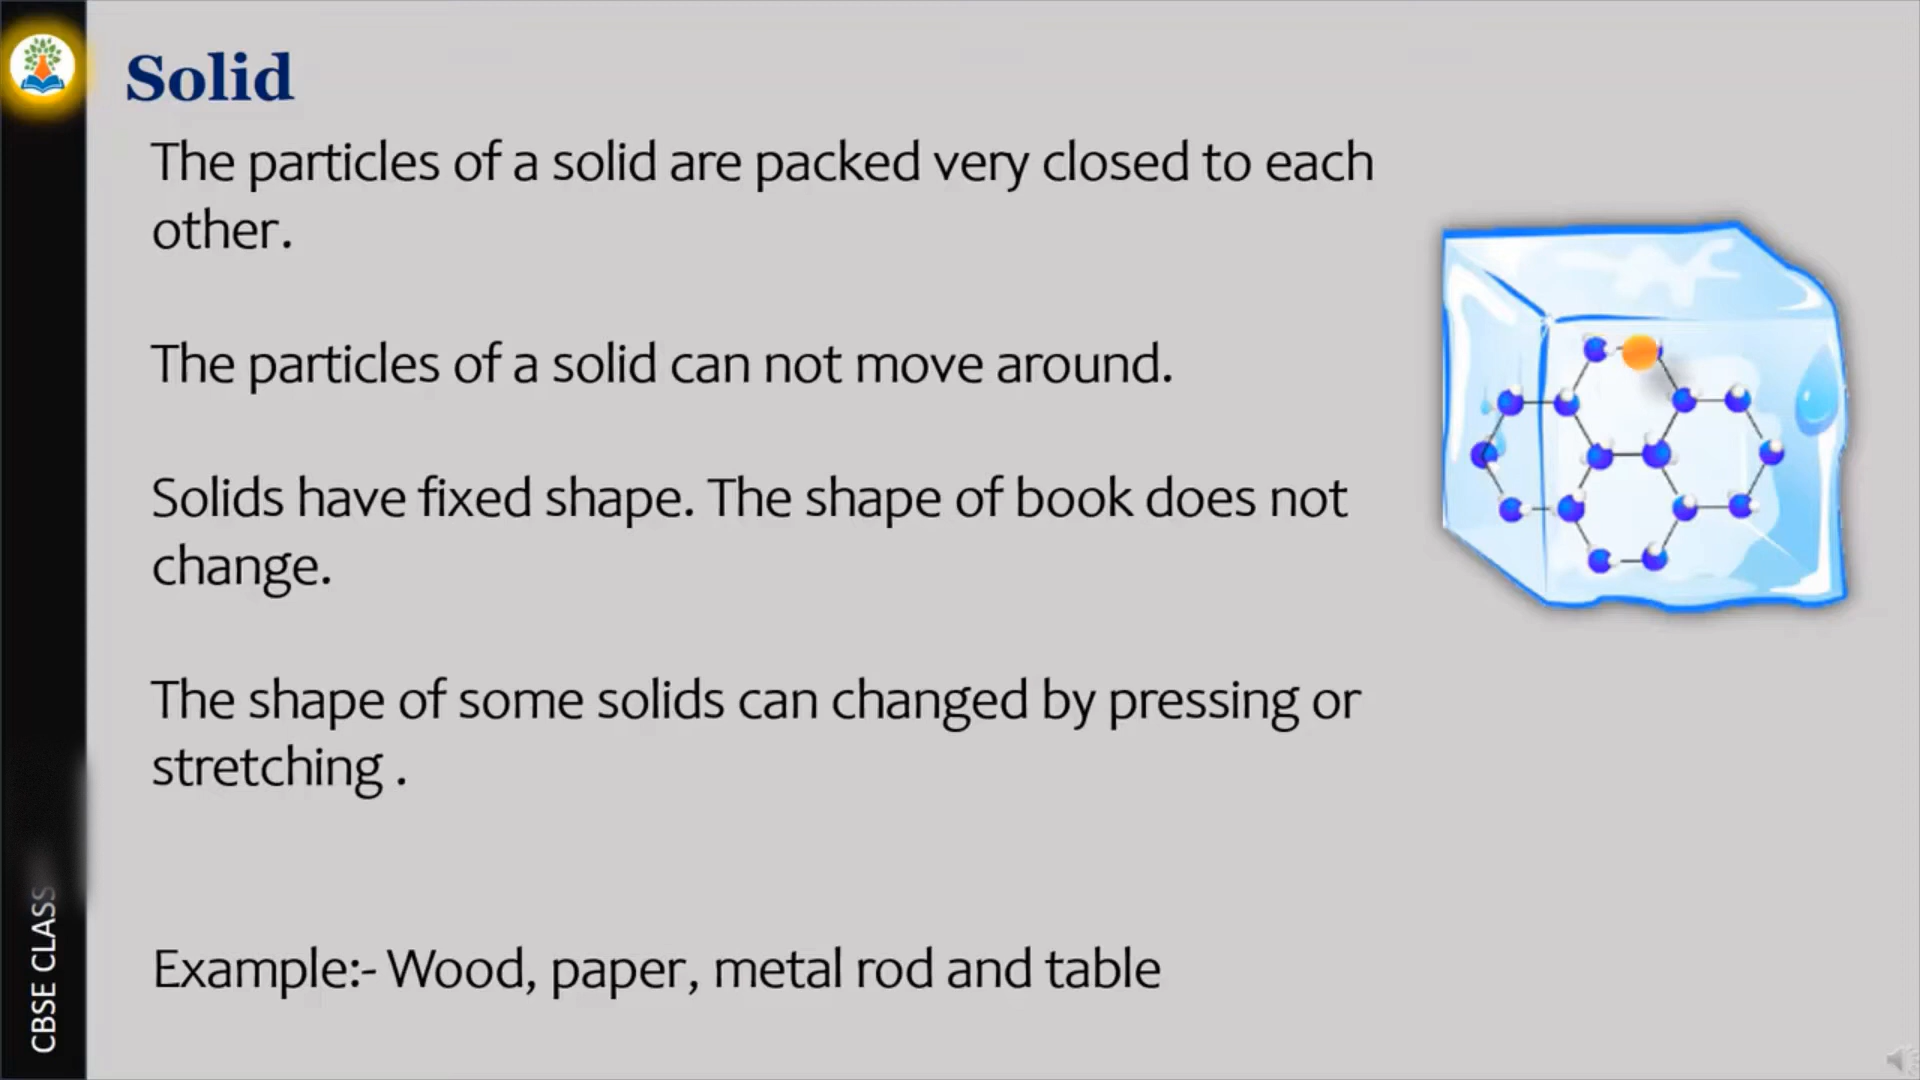 Solid
The particles of a solid are packed very closed to each
other.
The particles of a solid can not move around.
Solids have fixed shape. The shape of book does not
change.
The shape of some solids can changed by pressing or
stretching .
Example:- Wood, paper, metal rod and table
CBSE CLASS